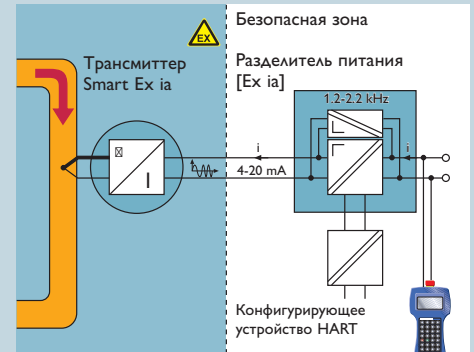 EX
Безопасная зона
Трансмиттер
Smart Ex ia
Разделитель питания
[Ex ia]
1.2-2.2 kHz
i
i
4-20 mA
I
Конфигурирующее
устройство HART